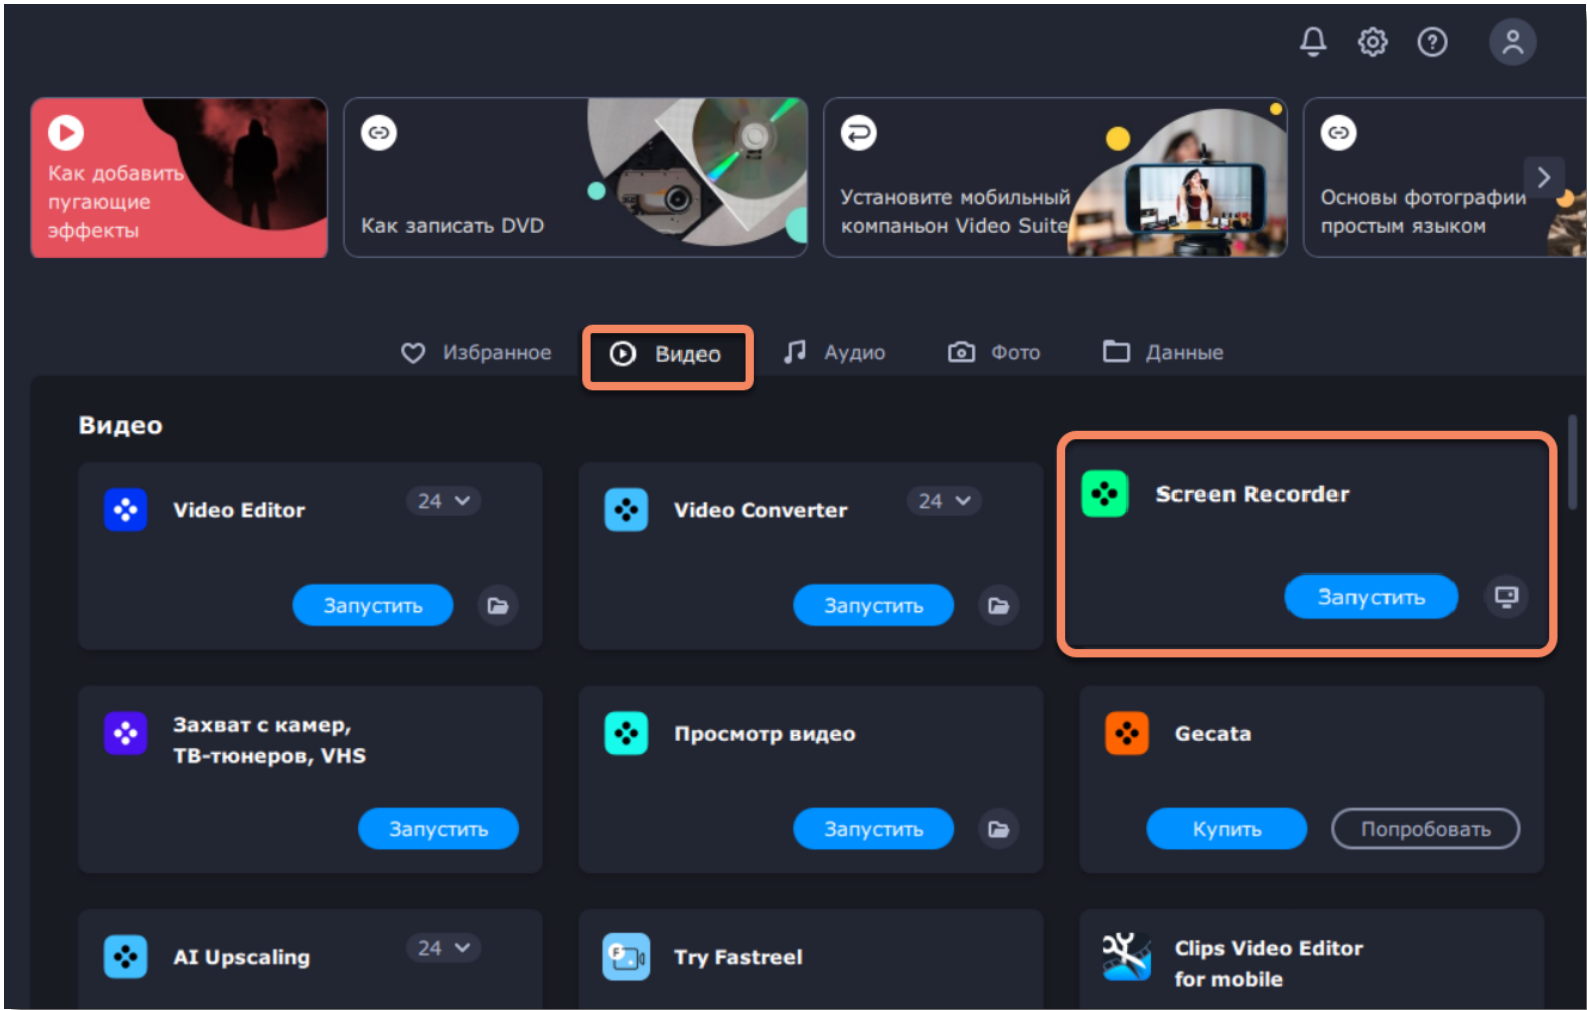 Как добавить
пугающие
эффекты
Как записать DVD
Установите мобильный
компаньон Video Suite
Основы фотографии
простым языком
Избранное
Видео
Аудио
Фото
Данные
Видео
Video Editor
24
Запустить
Video Converter
24
Запустить
Screen Recorder
Запустить
Захват с камер,
ТВ-тюнеров, VHS
Запустить
Просмотр видео
Запустить
Gecata
Купить
Попробовать
AI Upscaling
24
Try Fastreel
Clips Video Editor
for mobile